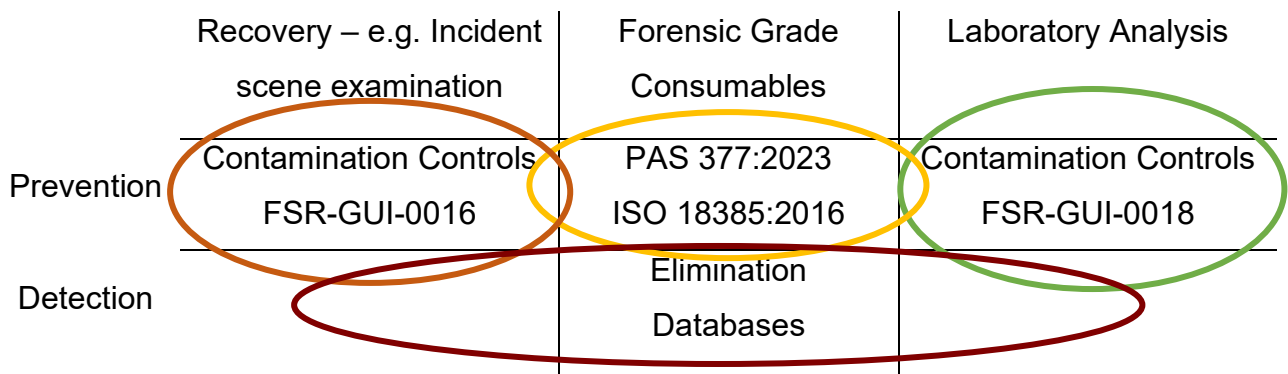 Recovery – e.g. Incident
scene examination
Forensic Grade
Consumables
Laboratory Analysis
Prevention
Contamination Controls
FSR-GUI-0016
PAS 377:2023
ISO 18385:2016
Contamination Controls
FSR-GUI-0018
Detection
Elimination
Databases